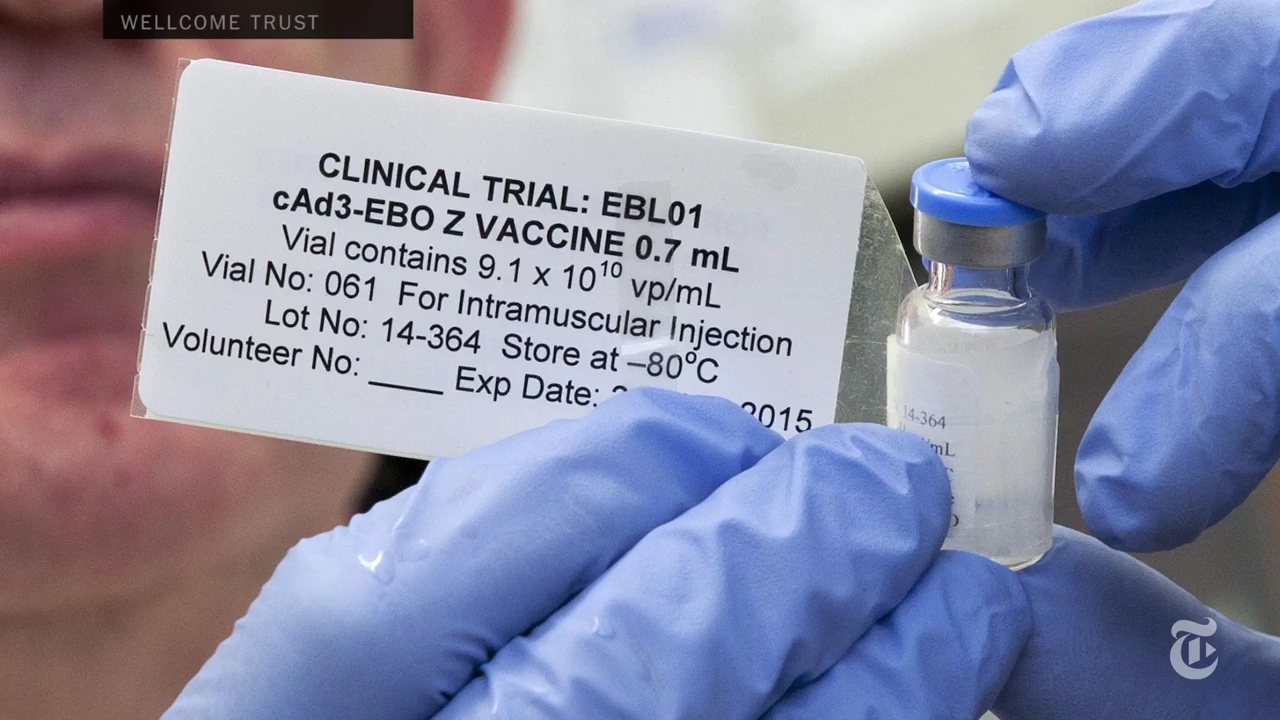 WELLCOME TRUST
CLINICAL TRIAL: EBL01
cAd3-EBO Z VACCINE 0.7 mL
Vial contains 9.1 x 10¹⁰ vp/mL
Vial No: 061 For Intramuscular Injection
Lot No: 14-364 Store at –80°C
Volunteer No: ____ Exp Date: 2015
14-364
/mL